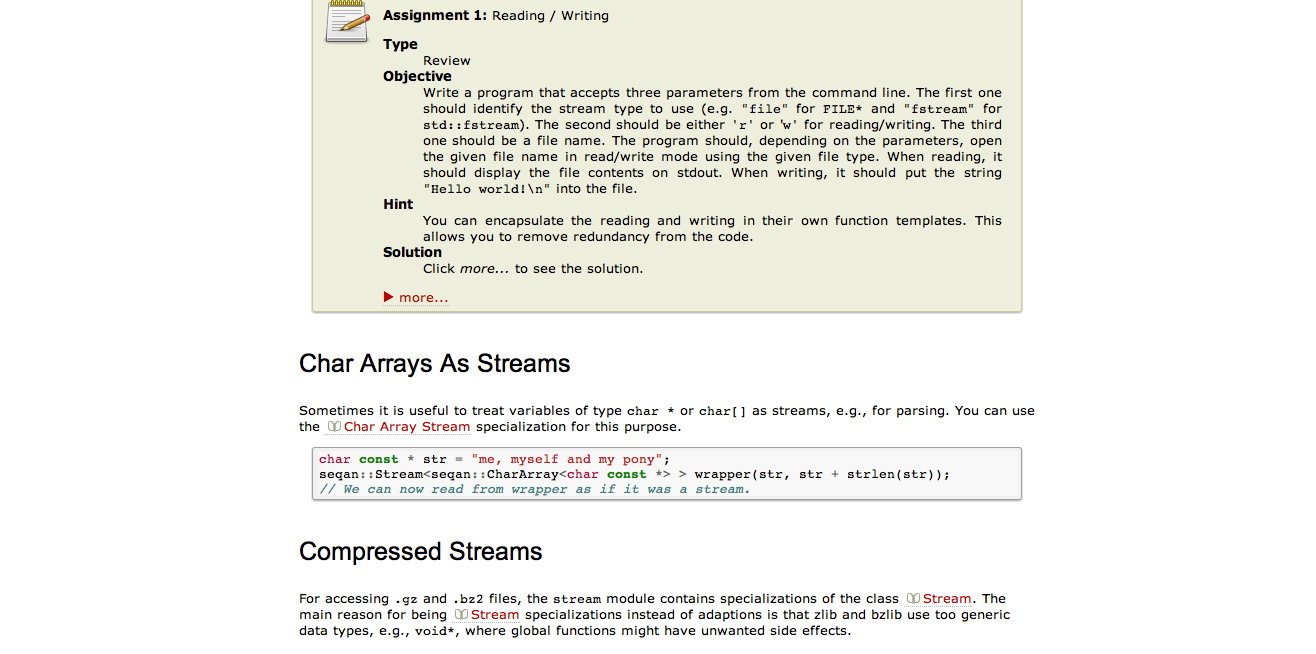 Assignment 1: Reading / Writing
Type
Review
Objective
Write a program that accepts three parameters from the command line. The first one
should identify the stream type to use (e.g. "file" for FILE* and "fstream" for
std::fstream). The second should be either 'r' or 'w' for reading/writing. The third
one should be a file name. The program should, depending on the parameters, open
the given file name in read/write mode using the given file type. When reading, it
should display the file contents on stdout. When writing, it should put the string
"Hello world!\n" into the file.
Hint
You can encapsulate the reading and writing in their own function templates. This
allows you to remove redundancy from the code.
Solution
Click more... to see the solution.
more...
Char Arrays As Streams
Sometimes it is useful to treat variables of type char * or char[] as streams, e.g., for parsing. You can use
the Char Array Stream specialization for this purpose.
char const * str = "me, myself and my pony";
seqan::Stream<seqan::CharArray<char const *> > wrapper(str, str + strlen(str));
// We can now read from wrapper as if it was a stream.
Compressed Streams
For accessing .gz and .bz2 files, the stream module contains specializations of the class Stream. The
main reason for being Stream specializations instead of adaptions is that zlib and bzlib use too generic
data types, e.g., void*, where global functions might have unwanted side effects.